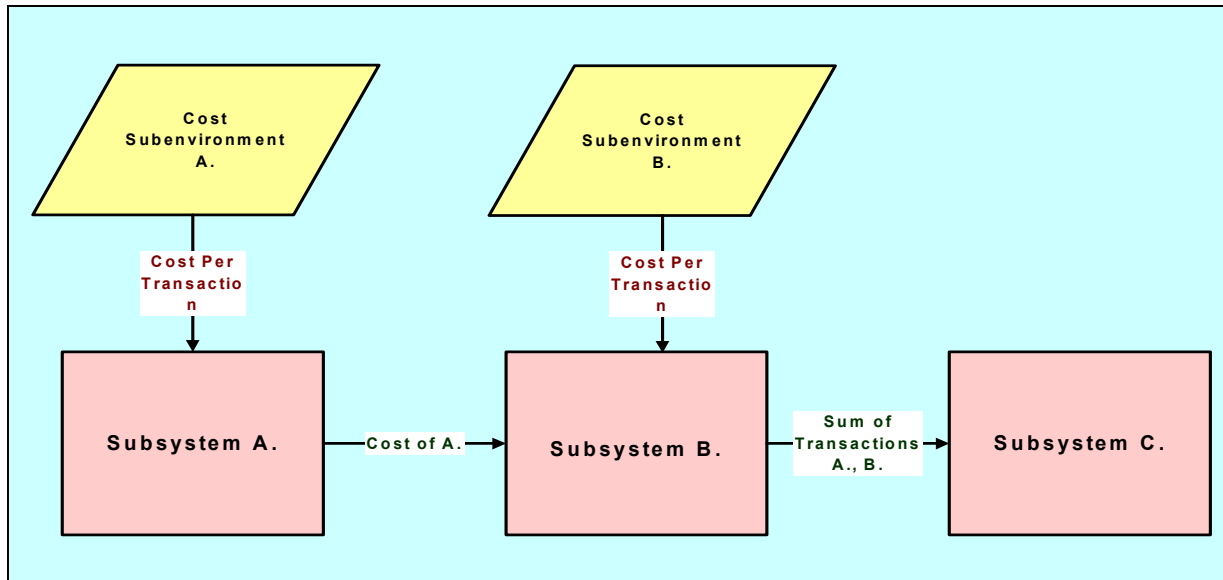 Cost
Subenvironment
A.
Cost
Subenvironment
B.
Cost Per
Transactio
n
Cost Per
Transactio
n
Subsystem A.
Cost of A.
Subsystem B.
Sum of
Transactions
A., B.
Subsystem C.